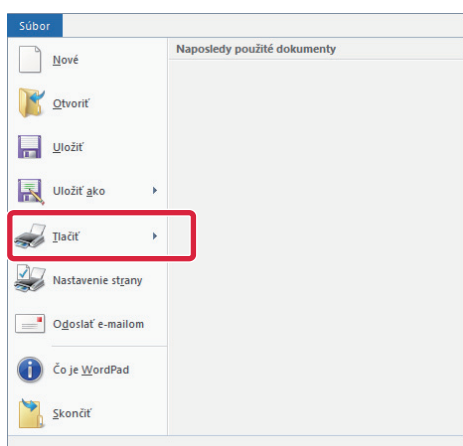 Súbor
Naposledy použité dokumenty
Nové
Otvoriť
Uložiť
Uložiť ako
Tlačiť
Nastavenie strany
Odoslať e-mailom
Čo je WordPad
Skončiť